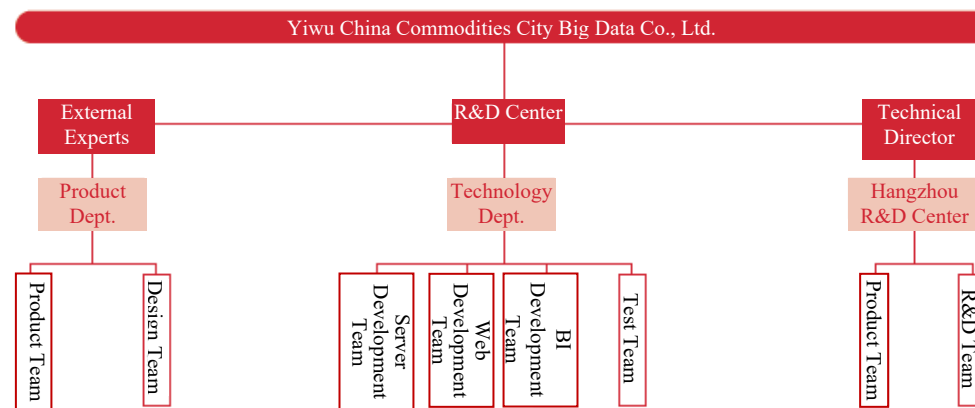 Yiwu China Commodities City Big Data Co., Ltd.
External
Experts
R&D Center
Technical
Director
Product
Dept.
Technology
Dept.
Hangzhou
R&D Center
Product Team
Design Team
Server
Development
Team
Web
Development
Team
BI
Development
Team
Test Team
Product Team
R&D Team